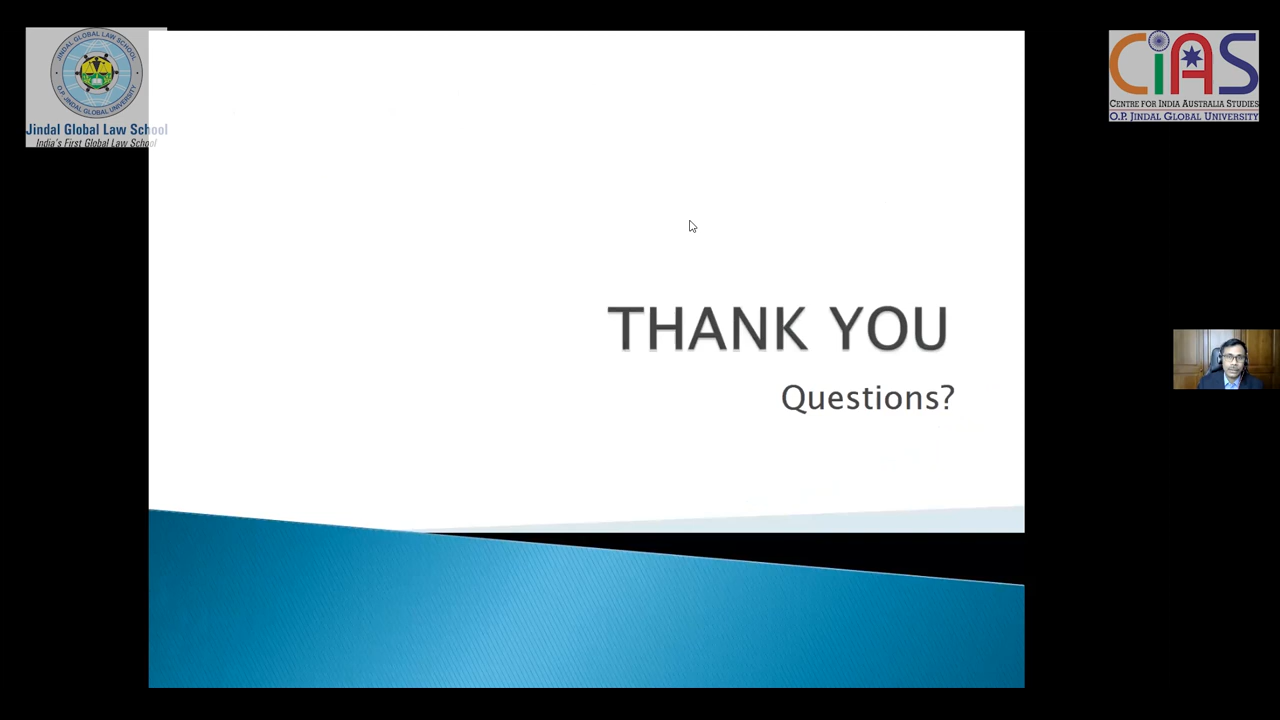 JINDAL GLOBAL LAW SCHOOL
O.P. JINDAL GLOBAL UNIVERSITY
Jindal Global Law School
India's First Global Law School
CiAS
CENTRE FOR INDIA AUSTRALIA STUDIES
O.P. JINDAL GLOBAL UNIVERSITY
THANK YOU
Questions?